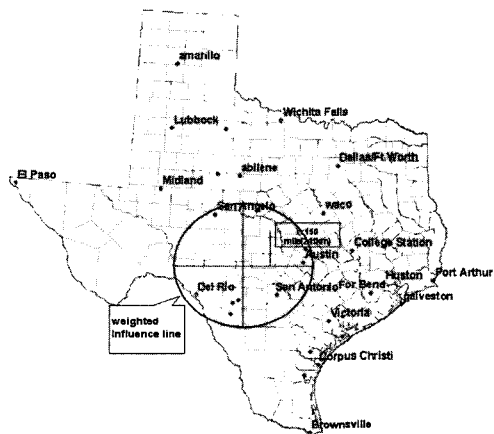 amarillo
Lubbock
Wichita Falls
Dallas/Ft Worth
abilene
El Paso
Midland
San Angelo
waco
College Station
Austin
Huston
Port Arthur
Del Rio
San Antonio
For Bend
galveston
Victoria
weighted
Influence line
Corpus Christi
Brownsville